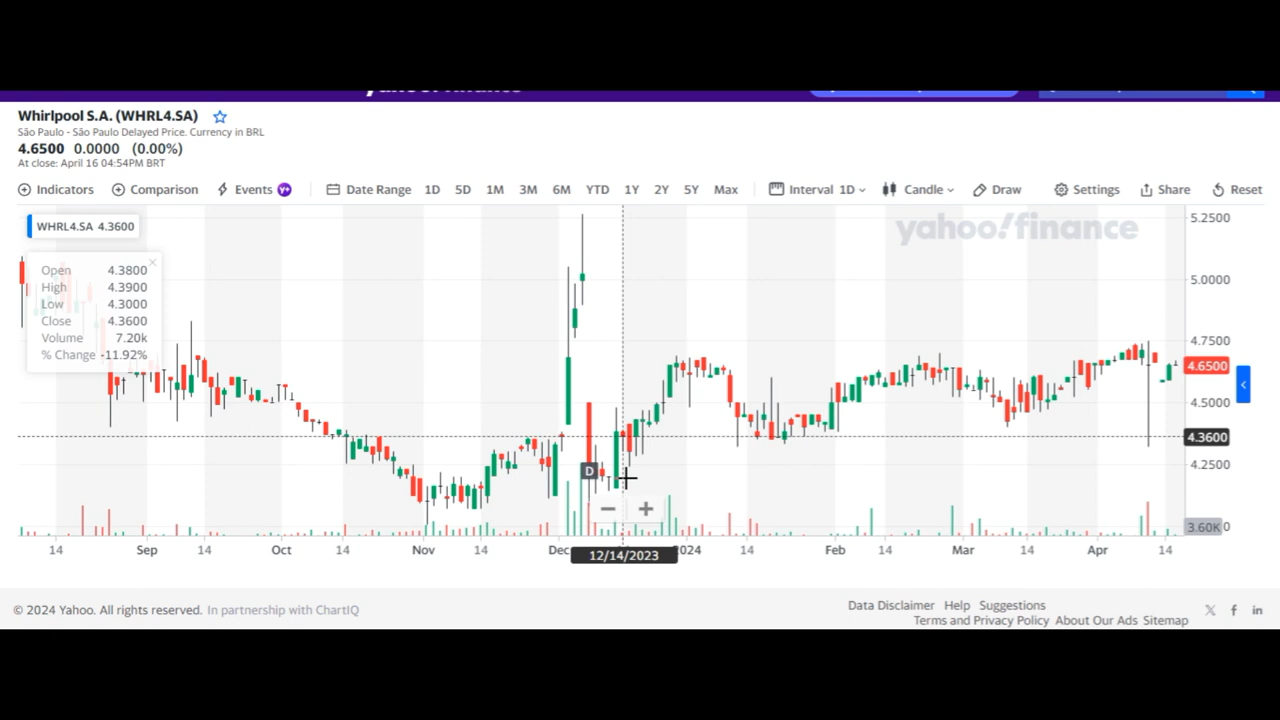 Whirlpool S.A. (WHRL4.SA)
São Paulo - São Paulo Delayed Price. Currency in BRL
4.6500 0.0000 (0.00%)
At close: April 16 04:54PM BRT
Indicators Comparison Events Y+ Date Range 1D 5D 1M 3M 6M YTD 1Y 2Y 5Y Max Interval 1D Candle Draw Settings Share Reset
WHRL4.SA 4.3600
yahoo!finance
Open 4.3800
High 4.3900
Low 4.3000
Close 4.3600
Volume 7.20k
% Change -11.92%
5.2500
5.0000
4.7500
4.6500
4.5000
4.3600
4.2500
3.60K
D
14 Sep 14 Oct 14 Nov 14 Dec 12/14/2023 2024 14 Feb 14 Mar 14 Apr 14
© 2024 Yahoo. All rights reserved. In partnership with ChartIQ
Data Disclaimer Help Suggestions
Terms and Privacy Policy About Our Ads Sitemap